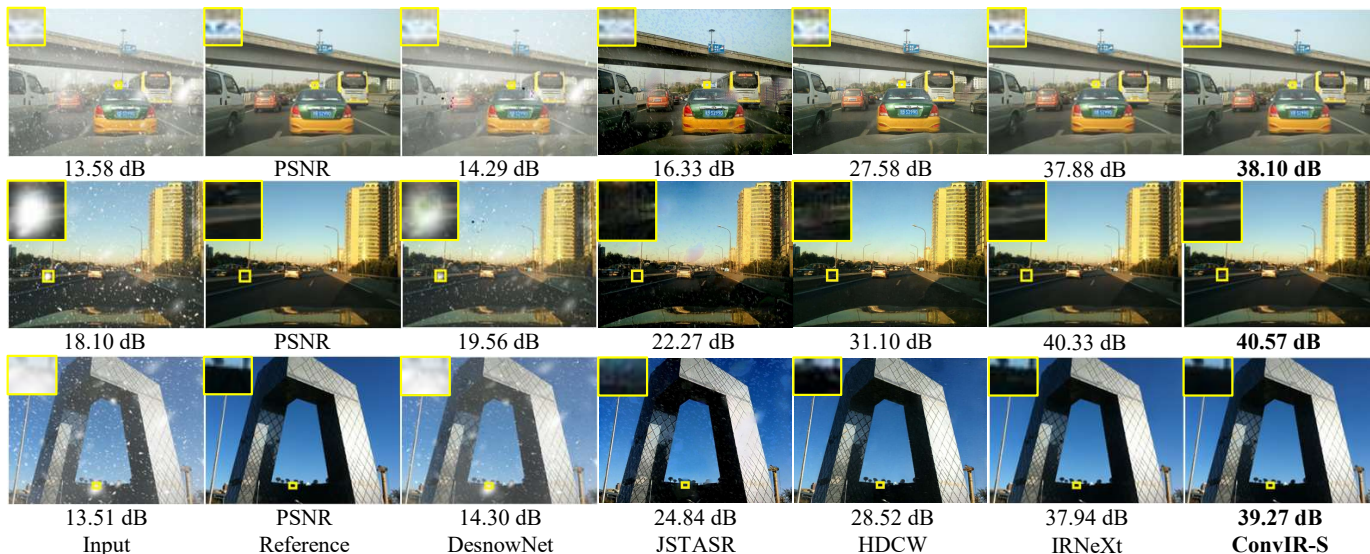 13.58 dB PSNR 14.29 dB 16.33 dB 27.58 dB 37.88 dB 38.10 dB
18.10 dB PSNR 19.56 dB 22.27 dB 31.10 dB 40.33 dB 40.57 dB
13.51 dB PSNR 14.30 dB 24.84 dB 28.52 dB 37.94 dB 39.27 dB
Input Reference DesnowNet JSTASR HDCW IRNeXt ConvIR-S